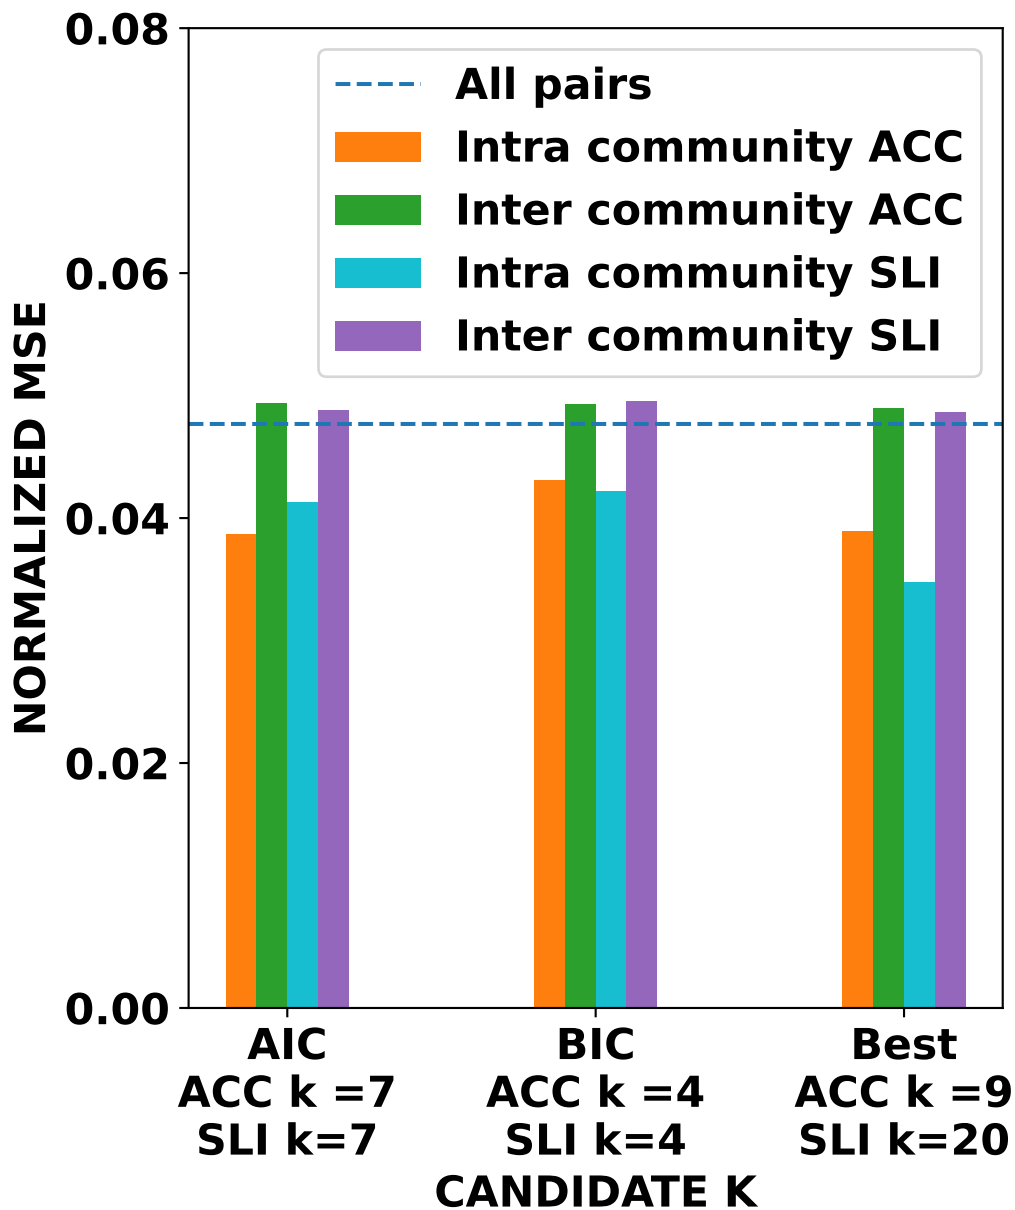 0.08
0.06
0.04
0.02
0.00
NORMALIZED MSE
All pairs
Intra community ACC
Inter community ACC
Intra community SLI
Inter community SLI
AIC
ACC k =7
SLI k=7
BIC
ACC k =4
SLI k=4
Best
ACC k =9
SLI k=20
CANDIDATE K